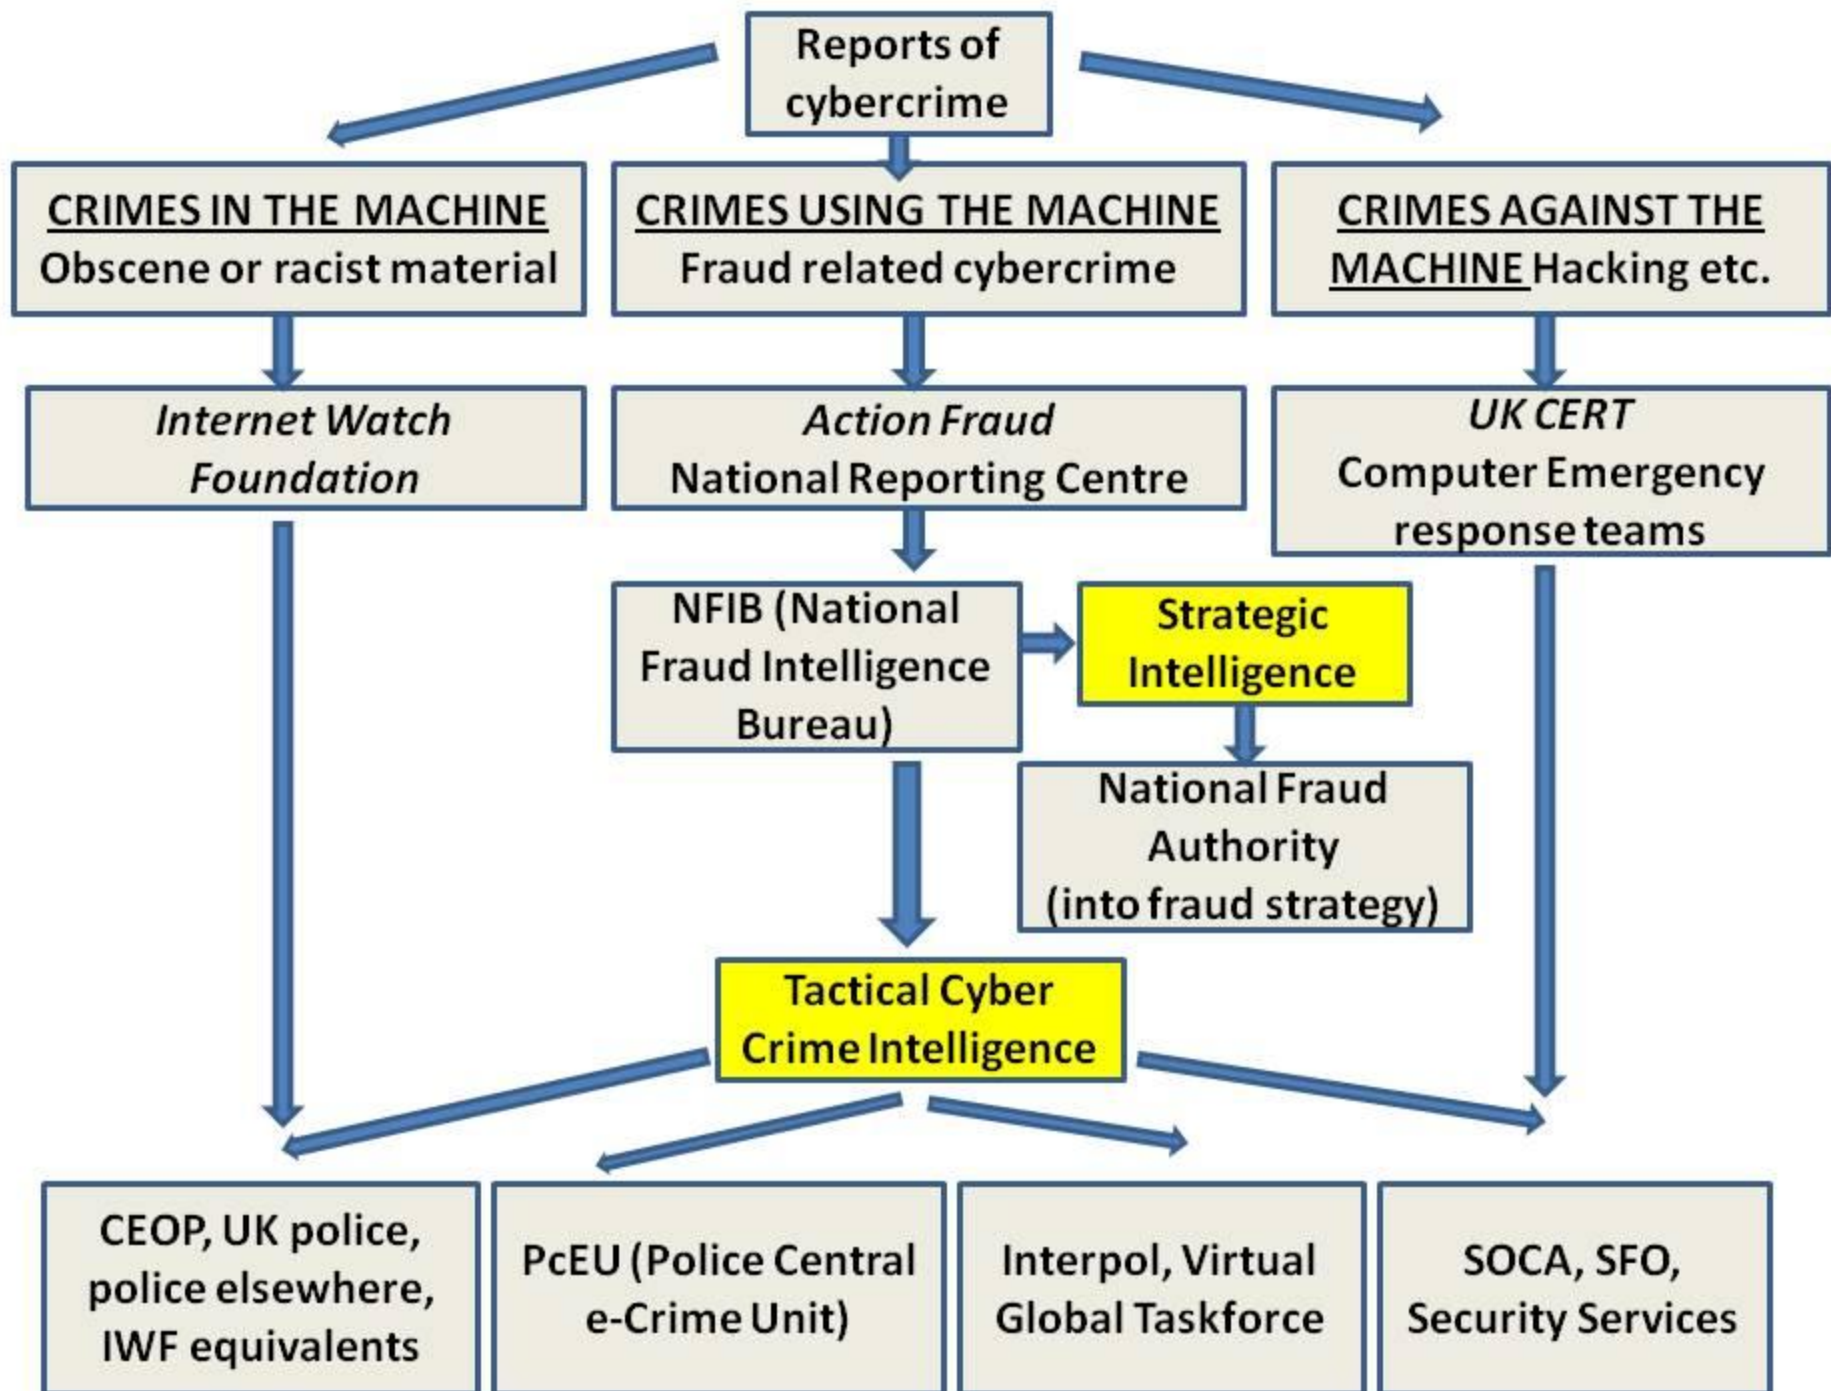 Reports of
cybercrime
CRIMES IN THE MACHINE
Obscene or racist material
CRIMES USING THE MACHINE
Fraud related cybercrime
CRIMES AGAINST THE
MACHINE Hacking etc.
Internet Watch
Foundation
Action Fraud
National Reporting Centre
UK CERT
Computer Emergency
response teams
NFIB (National
Fraud Intelligence
Bureau)
Strategic
Intelligence
National Fraud
Authority
(into fraud strategy)
Tactical Cyber
Crime Intelligence
CEOP, UK police,
police elsewhere,
IWF equivalents
PcEU (Police Central
e-Crime Unit)
Interpol, Virtual
Global Taskforce
SOCA, SFO,
Security Services